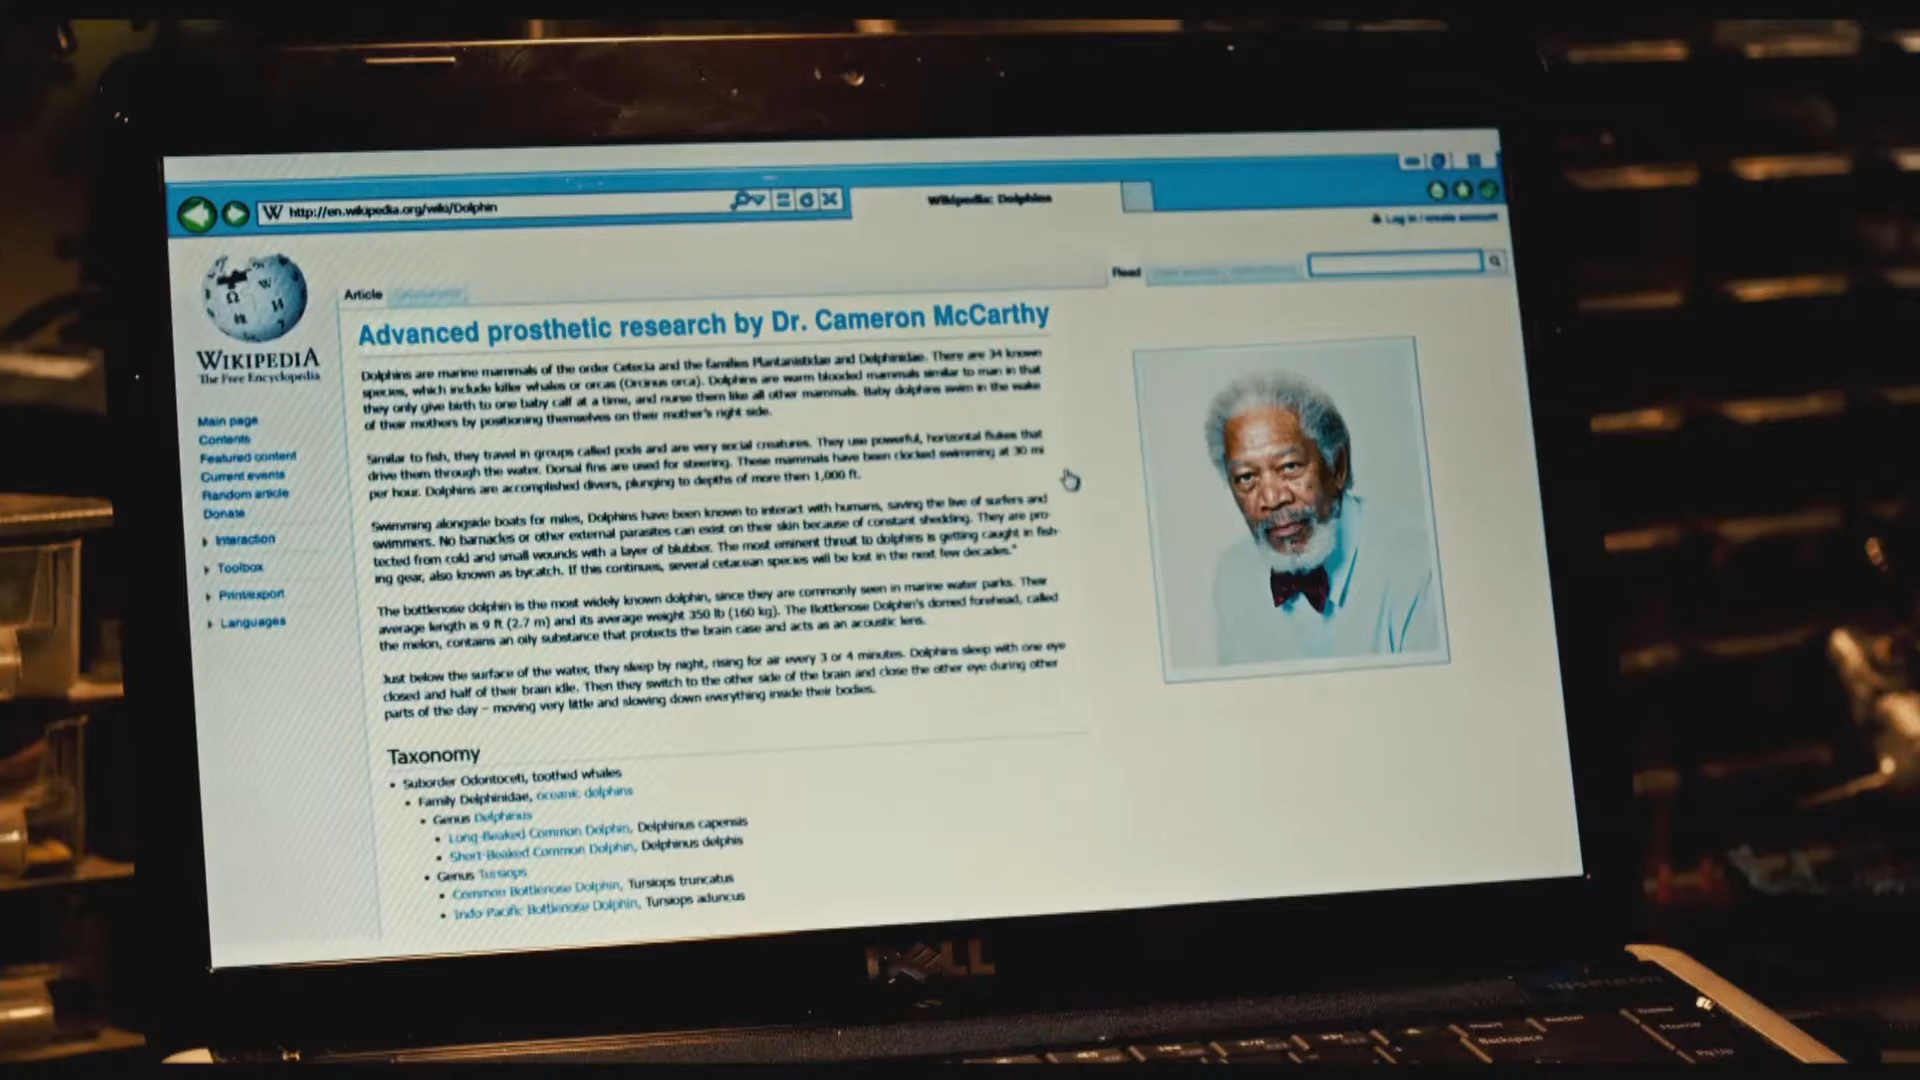 http://en.wikipedia.org/wiki/Dolphin
Wikipedia: Dolphins
Log in / create account
Article
Read
WIKIPEDIA
The Free Encyclopedia
Main page
Contents
Featured content
Current events
Random article
Donate
Interaction
Toolbox
Print/export
Languages
Advanced prosthetic research by Dr. Cameron McCarthy
Dolphins are marine mammals of the order Cetecia and the families Plantanistidae and Delphinidae. There are 34 known
species, which include killer whales or orcas (Orcinus orca). Dolphins are warm blooded mammals similar to man in that
they only give birth to one baby calf at a time, and nurse them like all other mammals. Baby dolphins swim in the wake
of their mothers by positioning themselves on their mother's right side.
Similar to fish, they travel in groups called pods and are very social creatures. They use powerful, horizontal flukes that
drive them through the water. Dorsal fins are used for steering. These mammals have been clocked swimming at 30 mi
per hour. Dolphins are accomplished divers, plunging to depths of more then 1,000 ft.
Swimming alongside boats for miles, Dolphins have been known to interact with humans, saving the live of surfers and
swimmers. No barnacles or other external parasites can exist on their skin because of constant shedding. They are pro-
tected from cold and small wounds with a layer of blubber. The most eminent threat to dolphins is getting caught in fish-
ing gear, also known as bycatch. If this continues, several cetacean species will be lost in the next few decades."
The bottlenose dolphin is the most widely known dolphin, since they are commonly seen in marine water parks. Their
average length is 9 ft (2.7 m) and its average weight 350 lb (160 kg). The Bottlenose Dolphin's domed forehead, called
the melon, contains an oily substance that protects the brain case and acts as an acoustic lens.
Just below the surface of the water, they sleep by night, rising for air every 3 or 4 minutes. Dolphins sleep with one eye
closed and half of their brain idle. Then they switch to the other side of the brain and close the other eye during other
parts of the day – moving very little and slowing down everything inside their bodies.
Taxonomy
Suborder Odontoceti, toothed whales
Family Delphinidae, oceanic dolphins
Genus Delphinus
Long-Beaked Common Dolphin, Delphinus capensis
Short-Beaked Common Dolphin, Delphinus delphis
Genus Tursiops
Common Bottlenose Dolphin, Tursiops truncatus
Indo-Pacific Bottlenose Dolphin, Tursiops aduncus
DELL
Backspace
Home